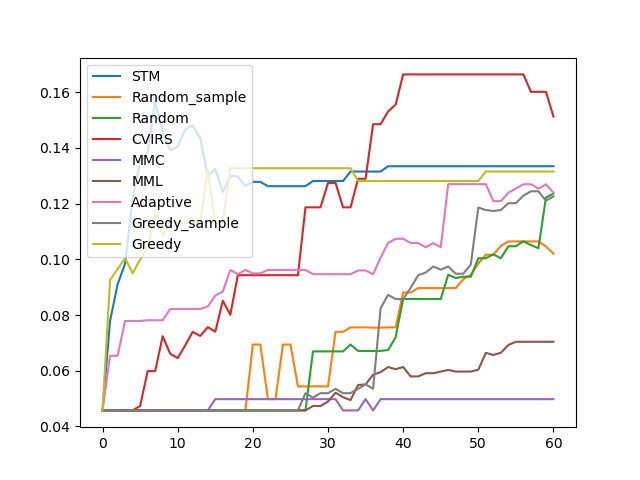 STM
Random_sample
Random
CVIRS
MMC
MML
Adaptive
Greedy_sample
Greedy
0.16
0.14
0.12
0.10
0.08
0.06
0.04
0 10 20 30 40 50 60